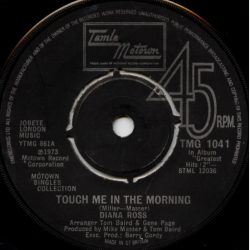 Tamla
Motown
45
RPM
JOBETE
LONDON
MUSIC
YTMG 861A
℗1973
Motown Record
Corporation
MOTOWN
SINGLES
COLLECTION
TMG 1041
In Album
"Greatest
Hits 2"
STML 12036
TOUCH ME IN THE MORNING
(Miller—Master)
DIANA ROSS
Arranger Tom Baird & Gene Page
Produced by Mike Master & Tom Baird
Exec. Prod.: Berry Gordy
MADE IN GT BRITAIN